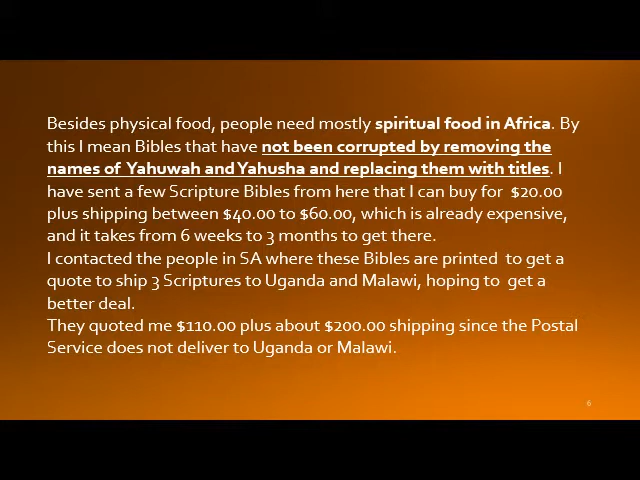 Besides physical food, people need mostly spiritual food in Africa. By
this I mean Bibles that have not been corrupted by removing the
names of Yahuwah and Yahusha and replacing them with titles. I
have sent a few Scripture Bibles from here that I can buy for $20.00
plus shipping between $40.00 to $60.00, which is already expensive,
and it takes from 6 weeks to 3 months to get there.
I contacted the people in SA where these Bibles are printed to get a
quote to ship 3 Scriptures to Uganda and Malawi, hoping to get a
better deal.
They quoted me $110.00 plus about $200.00 shipping since the Postal
Service does not deliver to Uganda or Malawi.
6